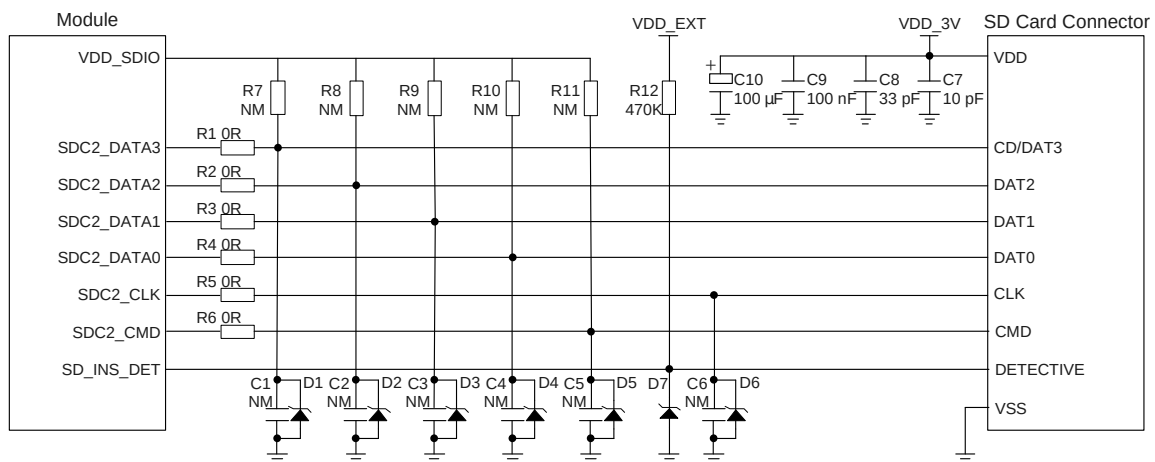 Module
VDD_EXT
VDD_3V
SD Card Connector
VDD_SDIO
VDD
R7
NM
R8
NM
R9
NM
R10
NM
R11
NM
R12
470K
+
C10
100 µF
C9
100 nF
C8
33 pF
C7
10 pF
SDC2_DATA3
R1 0R
CD/DAT3
SDC2_DATA2
R2 0R
DAT2
SDC2_DATA1
R3 0R
DAT1
SDC2_DATA0
R4 0R
DAT0
SDC2_CLK
R5 0R
CLK
SDC2_CMD
R6 0R
CMD
SD_INS_DET
DETECTIVE
C1
NM
D1
C2
NM
D2
C3
NM
D3
C4
NM
D4
C5
NM
D5
D7
C6
NM
D6
VSS